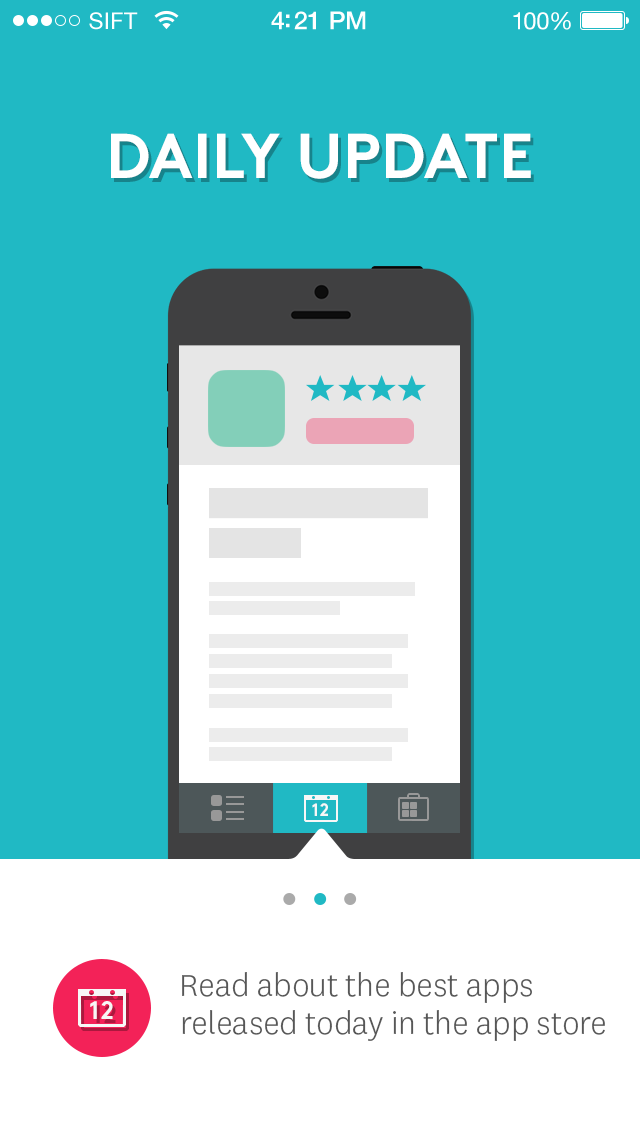 SIFT 4:21 PM 100%
DAILY UPDATE
12
12
Read about the best apps
released today in the app store